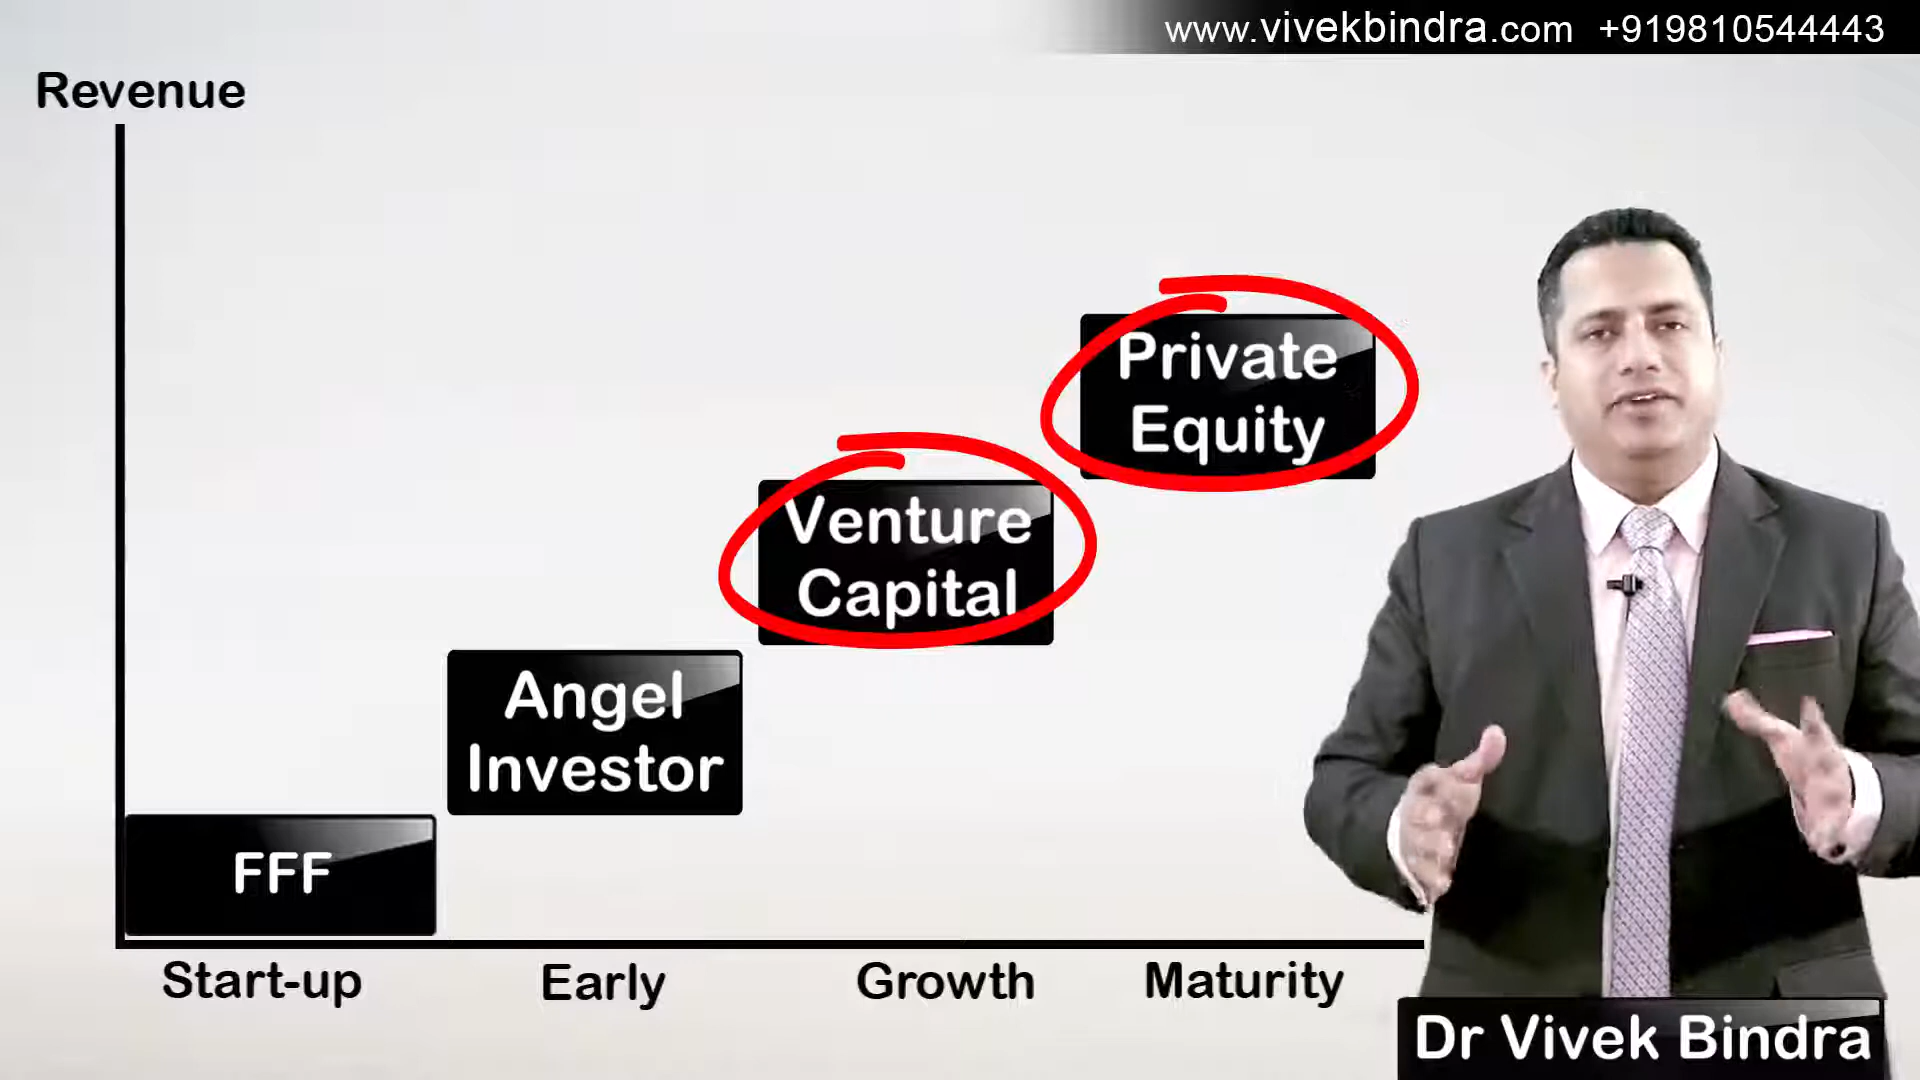 www.vivekbindra.com +919810544443
Revenue
Private
Equity
Venture
Capital
Angel
Investor
FFF
Start-up Early Growth Maturity
Dr Vivek Bindra